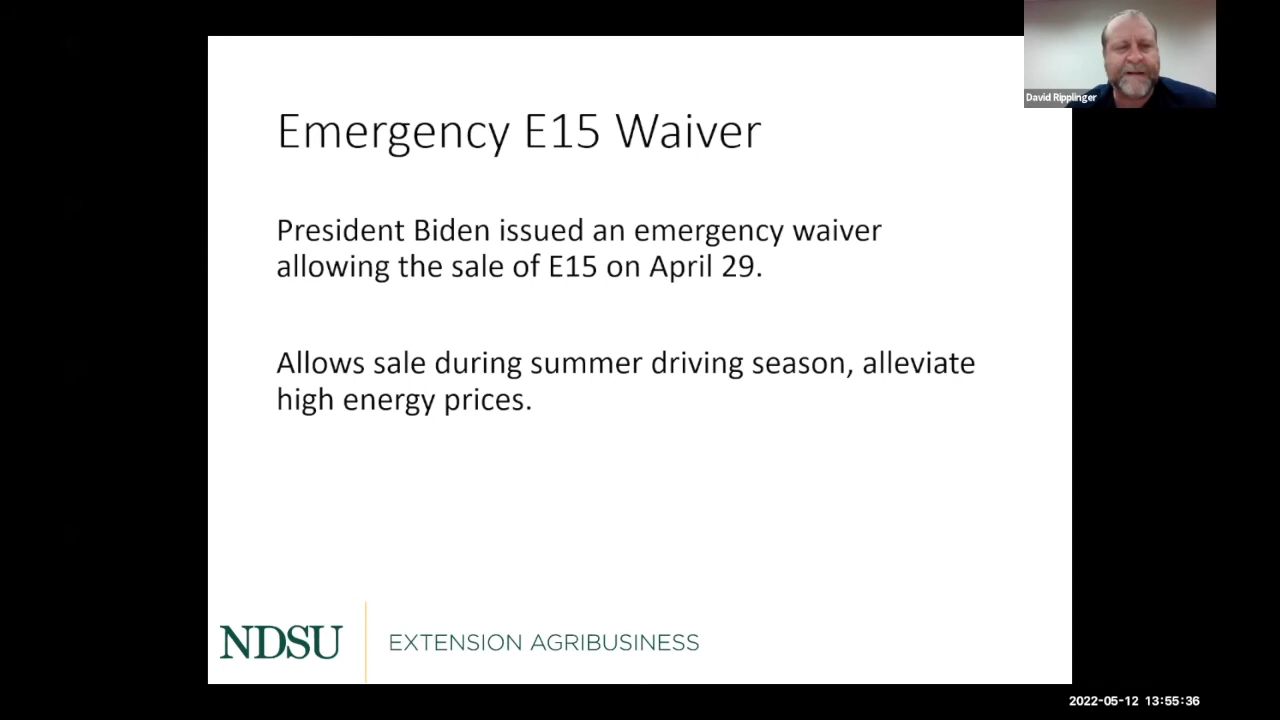 David Ripplinger
Emergency E15 Waiver
President Biden issued an emergency waiver
allowing the sale of E15 on April 29.
Allows sale during summer driving season, alleviate
high energy prices.
NDSU
EXTENSION AGRIBUSINESS
2022-05-12 13:55:36